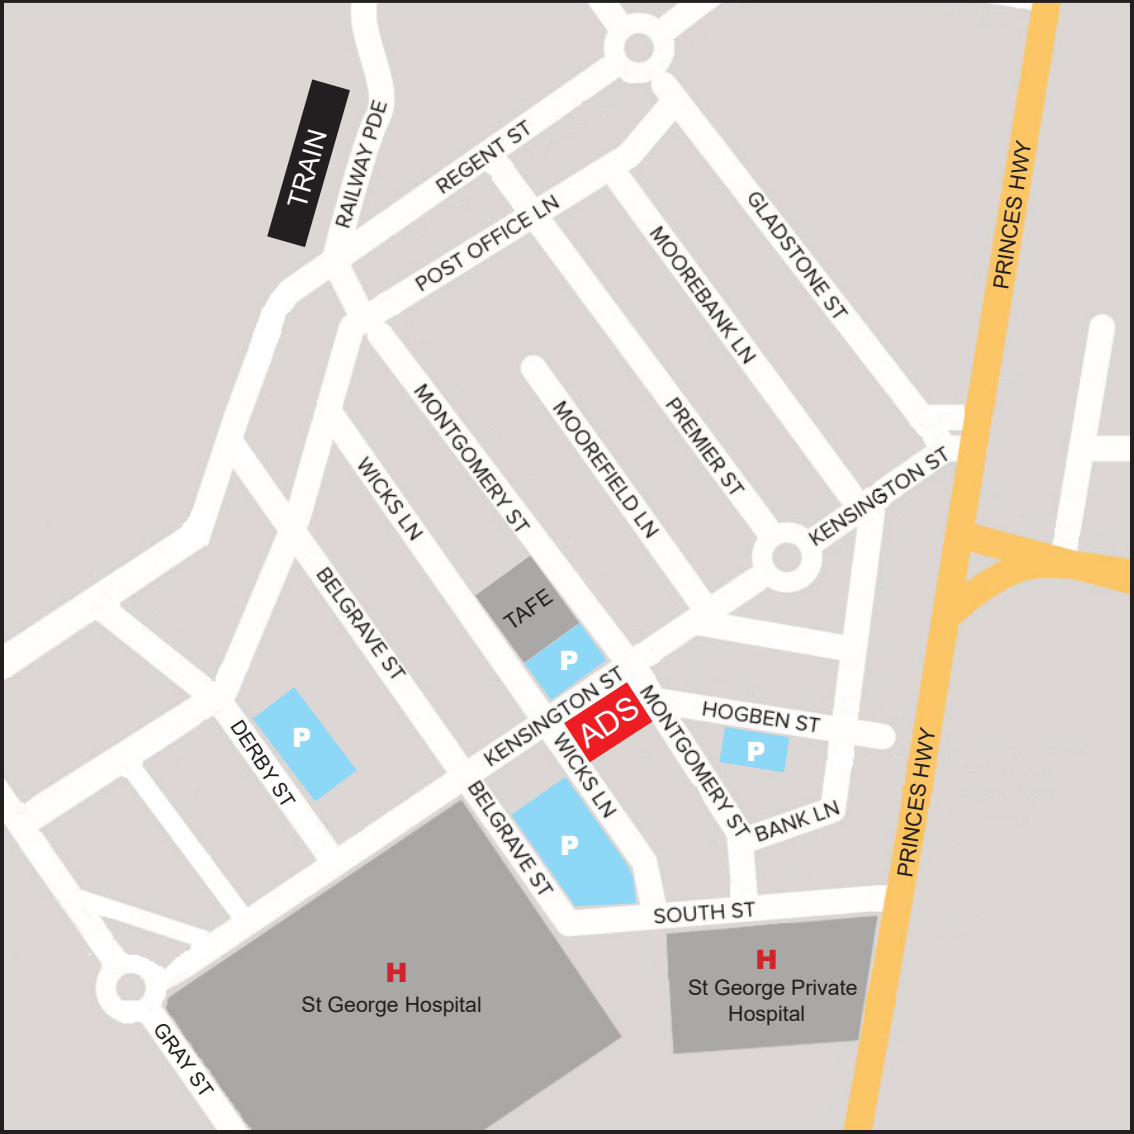 TRAIN
RAILWAY PDE
REGENT ST
POST OFFICE LN
GLADSTONE ST
MOOREBANK LN
PRINCES HWY
MONTGOMERY ST
MOOREFIELD LN
PREMIER ST
WICKS LN
KENSINGTON ST
BELGRAVE ST
TAFE
P
KENSINGTON ST
ADS
MONTGOMERY ST
HOGBEN ST
P
DERBY ST
P
WICKS LN
BELGRAVE ST
P
BANK LN
PRINCES HWY
SOUTH ST
H
St George Hospital
H
St George Private
Hospital
GRAY ST